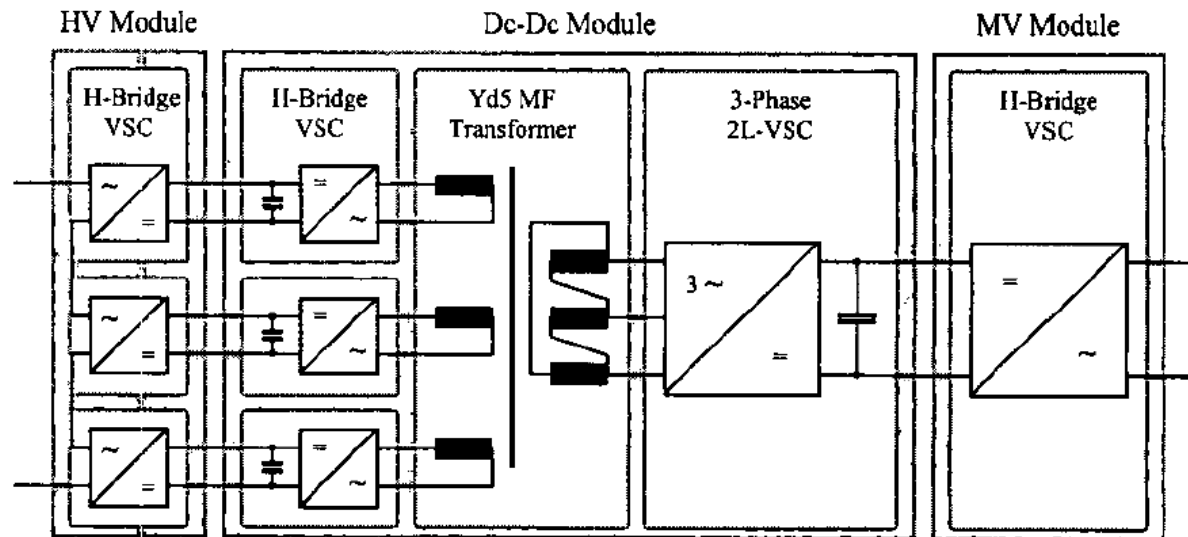 HV Module
Dc-Dc Module
MV Module
H-Bridge
VSC
H-Bridge
VSC
Yd5 MF
Transformer
3-Phase
2L-VSC
H-Bridge
VSC
~
=
=
~
3 ~
=
=
~
~
=
=
~
~
=
=
~